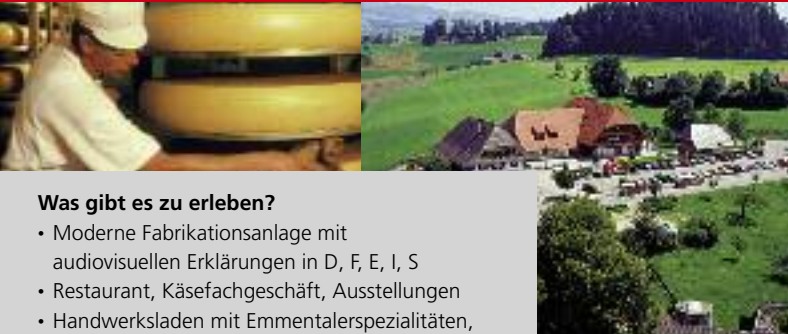 Was gibt es zu erleben?
• Moderne Fabrikationsanlage mit
audiovisuellen Erklärungen in D, F, E, I, S
• Restaurant, Käsefachgeschäft, Ausstellungen
• Handwerksladen mit Emmentalerspezialitäten,